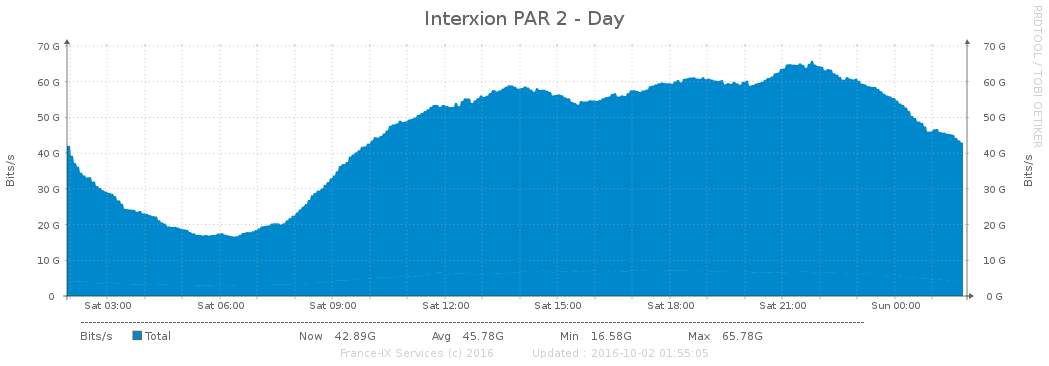 Interxion PAR 2 - Day
RRDTOOL / TOBI OETIKER
70 G 70 G
60 G 60 G
50 G 50 G
40 G 40 G
30 G 30 G
20 G 20 G
10 G 10 G
0 0 G
Bits/s Bits/s
Sat 03:00 Sat 06:00 Sat 09:00 Sat 12:00 Sat 15:00 Sat 18:00 Sat 21:00 Sun 00:00
Bits/s Total Now 42.89G Avg 45.78G Min 16.58G Max 65.78G
France-IX Services (c) 2016 Updated : 2016-10-02 01:55:05